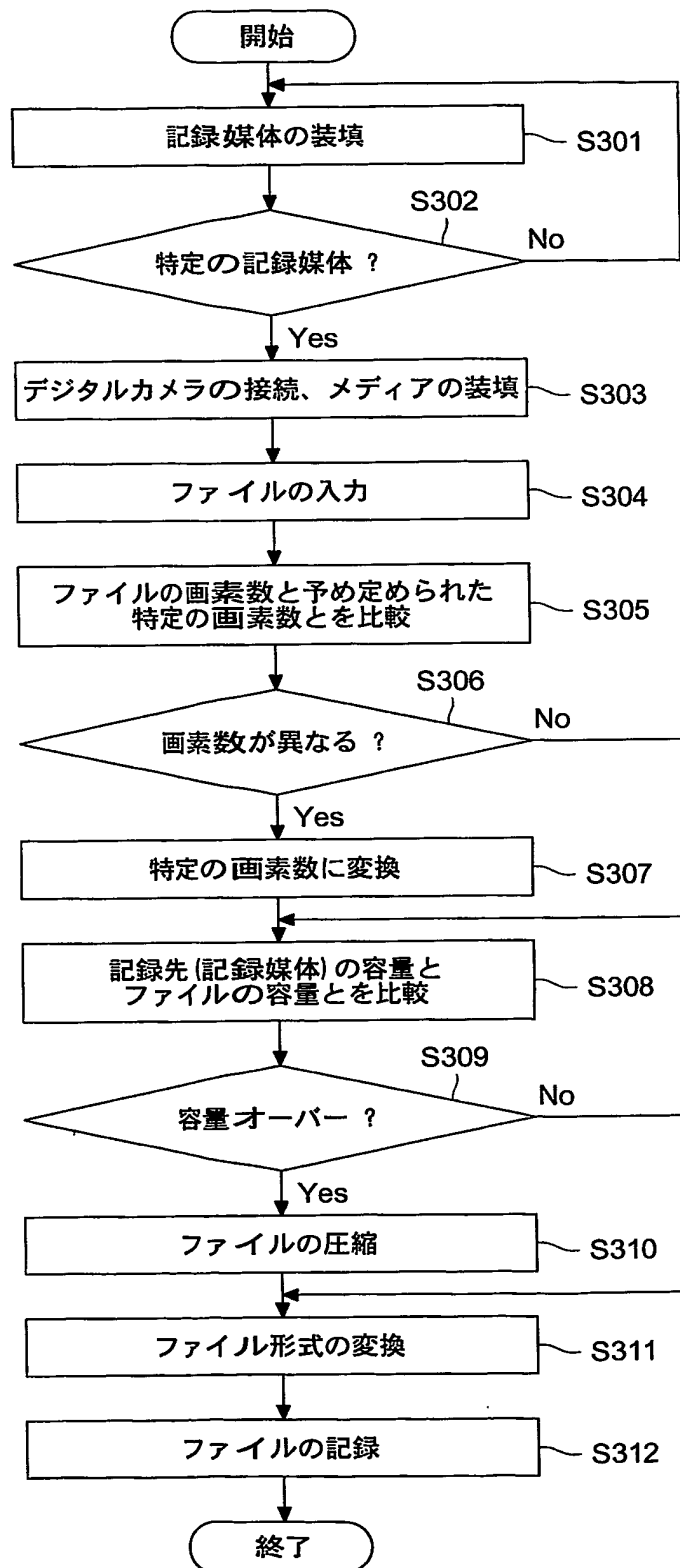 開始
記録媒体の装填
S301
S302
特定の記録媒体 ?
No
Yes
デジタルカメラの接続、メディアの装填
S303
ファイルの入力
S304
ファイルの画素数と予め定められた
特定の画素数とを比較
S305
S306
画素数が異なる ?
No
Yes
特定の画素数に変換
S307
記録先(記録媒体)の容量と
ファイルの容量とを比較
S308
S309
容量オーバー ?
No
Yes
ファイルの圧縮
S310
ファイル形式の変換
S311
ファイルの記録
S312
終了